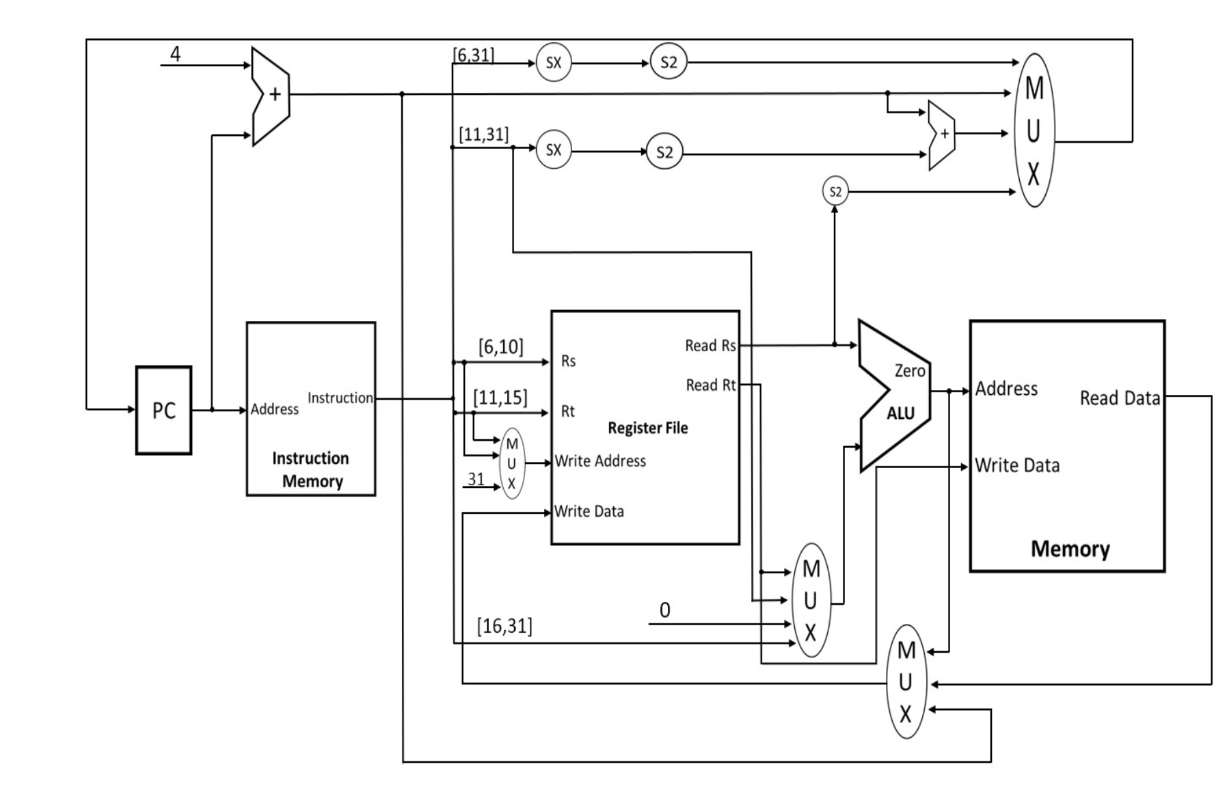 4
+
[6,31]
SX
S2
M
U
X
[11,31]
SX
S2
+
S2
PC
Address
Instruction
Instruction
Memory
[6,10]
Rs
[11,15]
Rt
M
U
X
31
Write Address
Write Data
Register File
Read Rs
Read Rt
Zero
ALU
Address
Read Data
Write Data
Memory
0
[16,31]
M
U
X
M
U
X